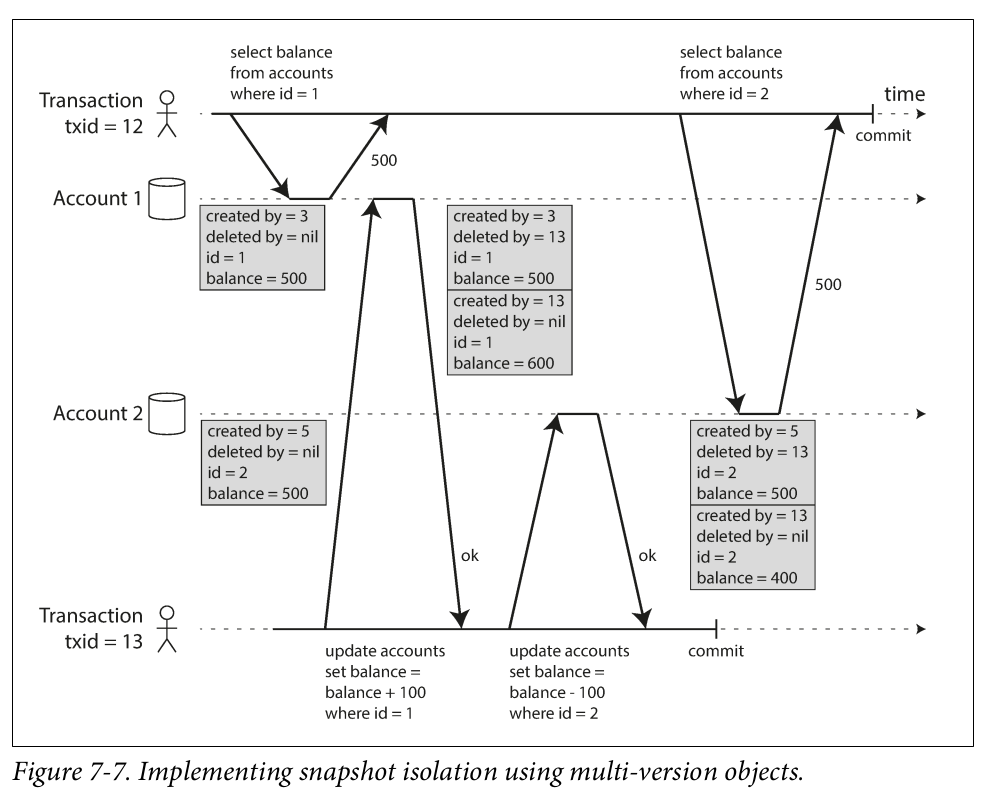 select balance
from accounts
where id = 1
select balance
from accounts
where id = 2
Transaction
txid = 12
time
commit
500
Account 1
created by = 3
deleted by = nil
id = 1
balance = 500
created by = 3
deleted by = 13
id = 1
balance = 500
created by = 13
deleted by = nil
id = 1
balance = 600
500
Account 2
created by = 5
deleted by = nil
id = 2
balance = 500
created by = 5
deleted by = 13
id = 2
balance = 500
created by = 13
deleted by = nil
id = 2
balance = 400
ok
ok
Transaction
txid = 13
update accounts
set balance =
balance + 100
where id = 1
update accounts
set balance =
balance - 100
where id = 2
commit
Figure 7-7. Implementing snapshot isolation using multi-version objects.